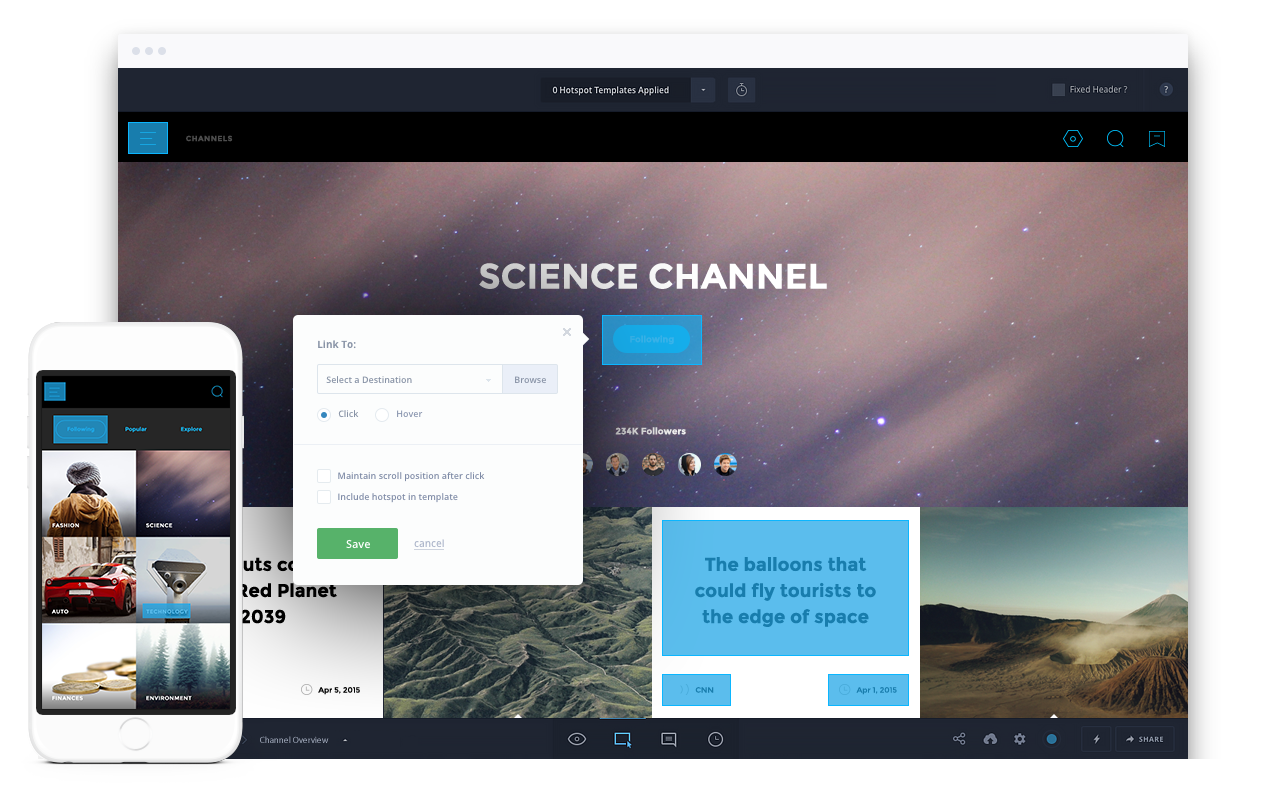 0 Hotspot Templates Applied
Fixed Header ?
?
CHANNELS
SCIENCE CHANNEL
Following
234K Followers
Link To:
Select a Destination
Browse
Click
Hover
Maintain scroll position after click
Include hotspot in template
Save
cancel
Red Planet
2039
Apr 5, 2015
The balloons that
could fly tourists to
the edge of space
CNN
Apr 1, 2015
Channel Overview
SHARE
Following
Popular
Explore
FASHION
SCIENCE
AUTO
TECHNOLOGY
FINANCES
ENVIRONMENT